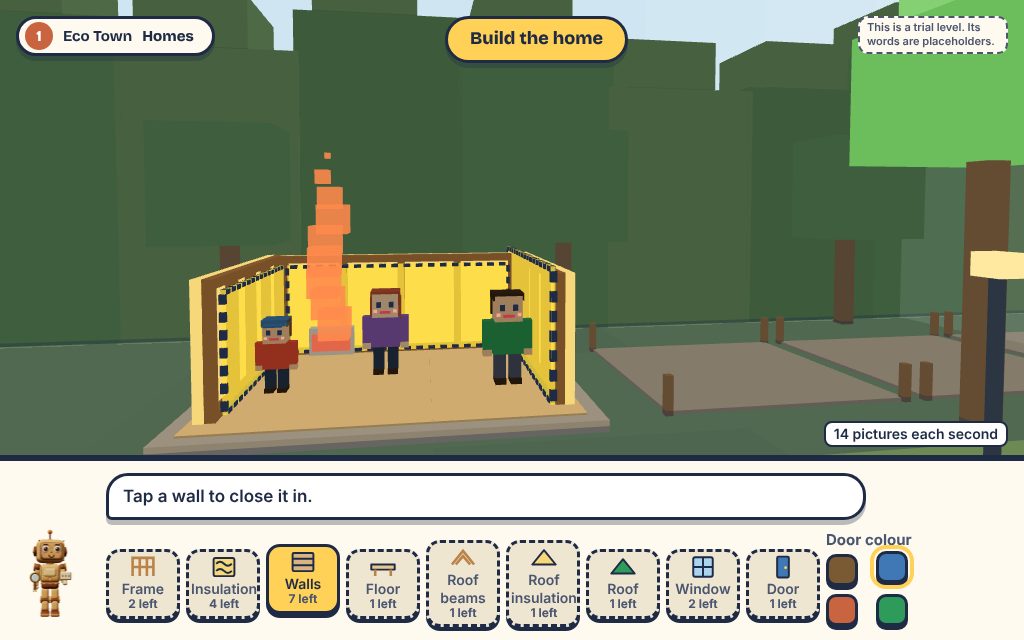 1 Eco Town Homes
Build the home
This is a trial level. Its
words are placeholders.
14 pictures each second
Tap a wall to close it in.
Door colour
Frame
2 left
Insulation
4 left
Walls
7 left
Floor
1 left
Roof
beams
1 left
Roof
insulation
1 left
Roof
1 left
Window
2 left
Door
1 left